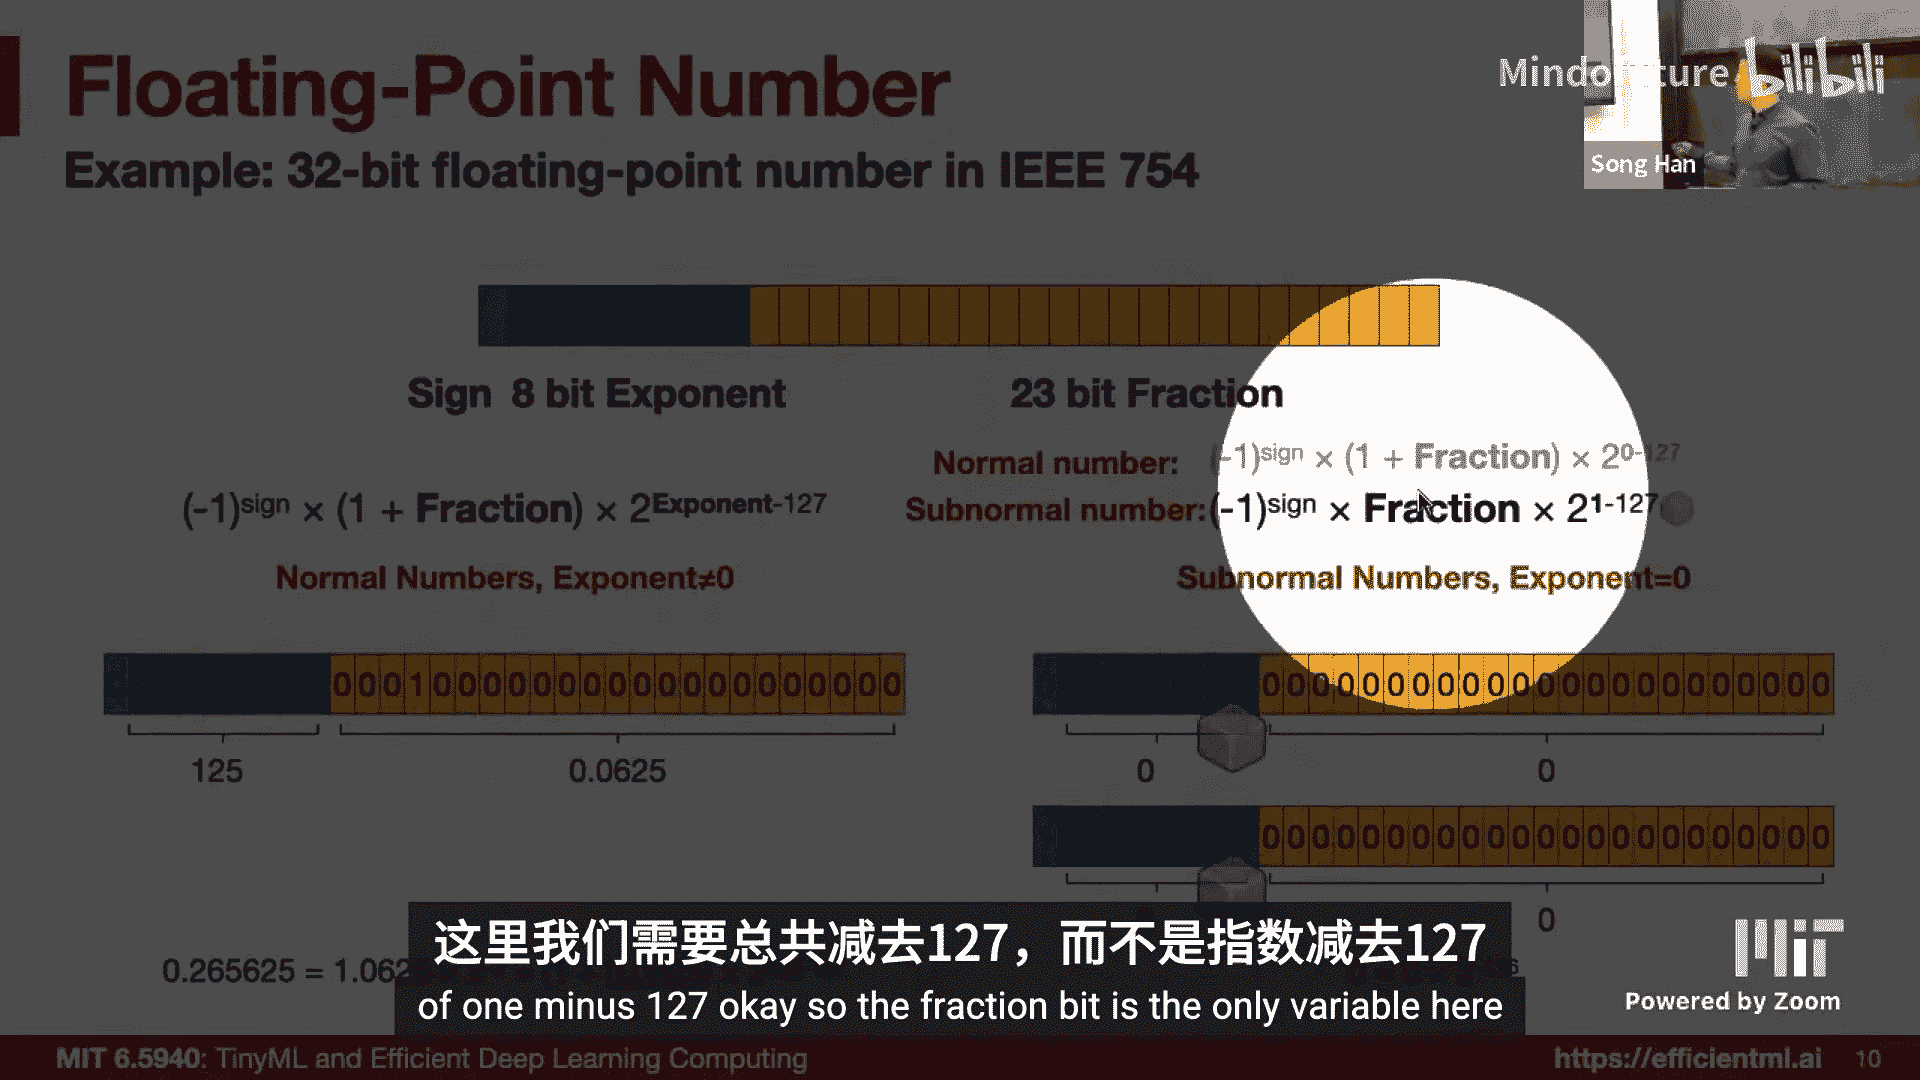 Floating-Point Number
Example: 32-bit floating-point number in IEEE 754
bilibili
Song Han
Sign 8 bit Exponent
23 bit Fraction
Normal number: (-1)sign × (1 + Fraction) × 20-127
(-1)sign × (1 + Fraction) × 2Exponent-127
Subnormal number: (-1)sign × Fraction × 21-127
Normal Numbers, Exponent≠0
Subnormal Numbers, Exponent=0
00010000000000000000000
00000000000000000000000
125
0.0625
0
0
00000000000000000000000
0
这里我们需要总共减去127，而不是指数减去127
0.265625 = 1.062
of one minus 127 okay so the fraction bit is the only variable here
MIT
Powered by Zoom
MIT 6.5940: TinyML and Efficient Deep Learning Computing
https://efficientml.ai
10